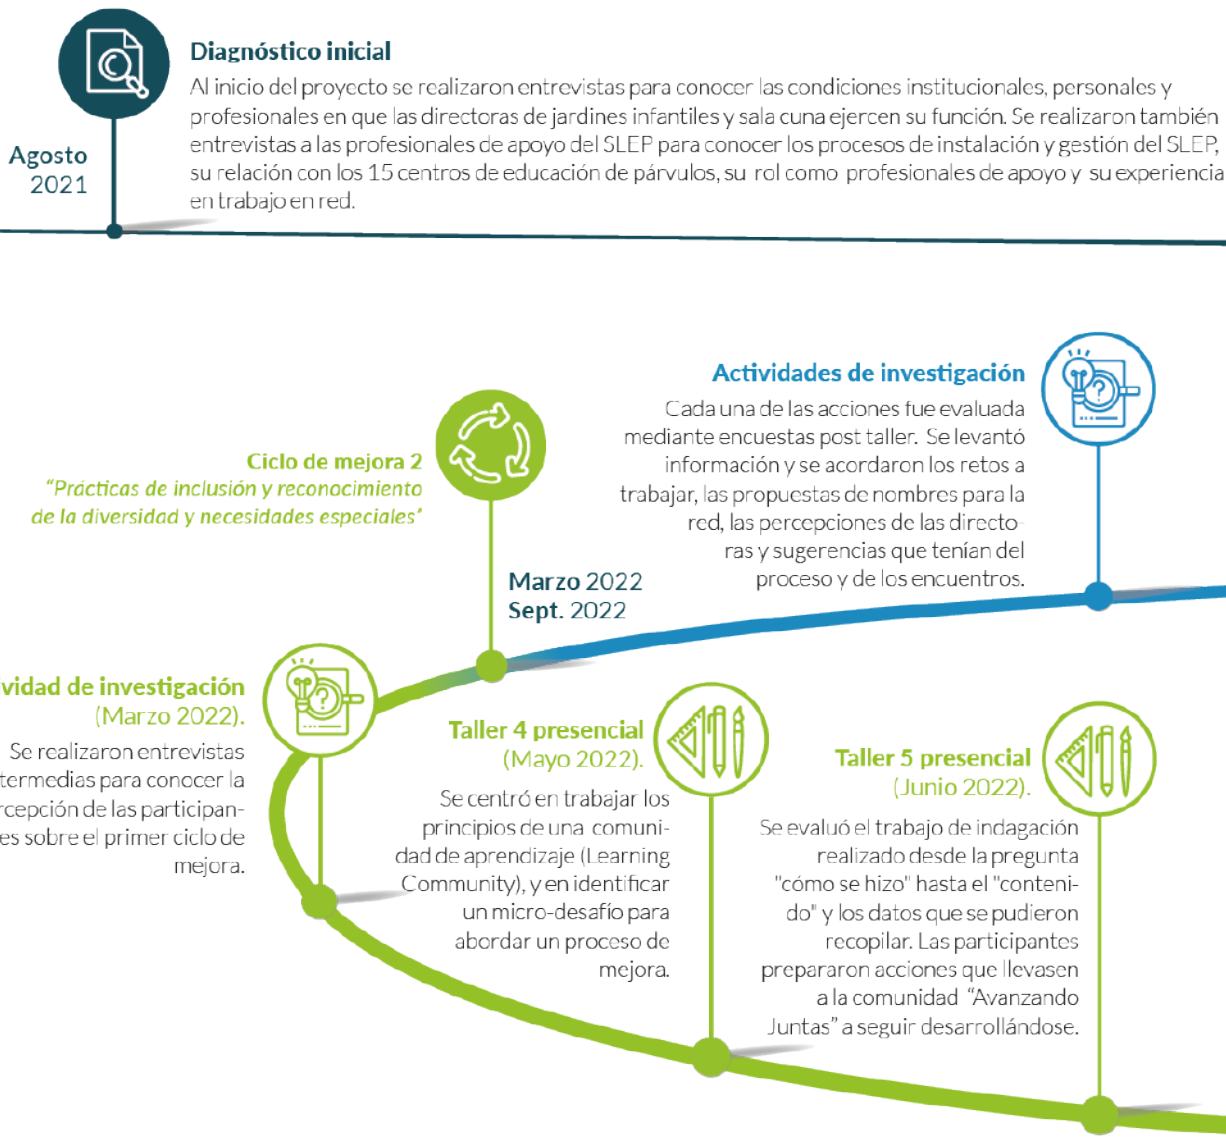 Diagnóstico inicial
Al inicio del proyecto se realizaron entrevistas para conocer las condiciones institucionales, personales y
profesionales en que las directoras de jardines infantiles y sala cuna ejercen su función. Se realizaron también
entrevistas a las profesionales de apoyo del SLEP para conocer los procesos de instalación y gestión del SLEP,
su relación con los 15 centros de educación de párvulos, su rol como profesionales de apoyo y su experiencia
en trabajo en red.
Agosto
2021
Actividades de investigación
Cada una de las acciones fue evaluada
mediante encuestas post taller. Se levantó
información y se acordaron los retos a
trabajar, las propuestas de nombres para la
red, las percepciones de las directo-
ras y sugerencias que tenían del
proceso y de los encuentros.
Ciclo de mejora 2
“Prácticas de inclusión y reconocimiento
de la diversidad y necesidades especiales”
Marzo 2022
Sept. 2022
vidad de investigación
(Marzo 2022).
Se realizaron entrevistas
termedias para conocer la
rcepción de las participan-
es sobre el primer ciclo de
mejora.
Taller 4 presencial
(Mayo 2022).
Se centró en trabajar los
principios de una comuni-
dad de aprendizaje (Learning
Community), y en identificar
un micro-desafío para
abordar un proceso de
mejora.
Taller 5 presencial
(Junio 2022).
Se evaluó el trabajo de indagación
realizado desde la pregunta
"cómo se hizo" hasta el "conteni-
do" y los datos que se pudieron
recopilar. Las participantes
prepararon acciones que llevasen
a la comunidad “Avanzando
Juntas” a seguir desarrollándose.